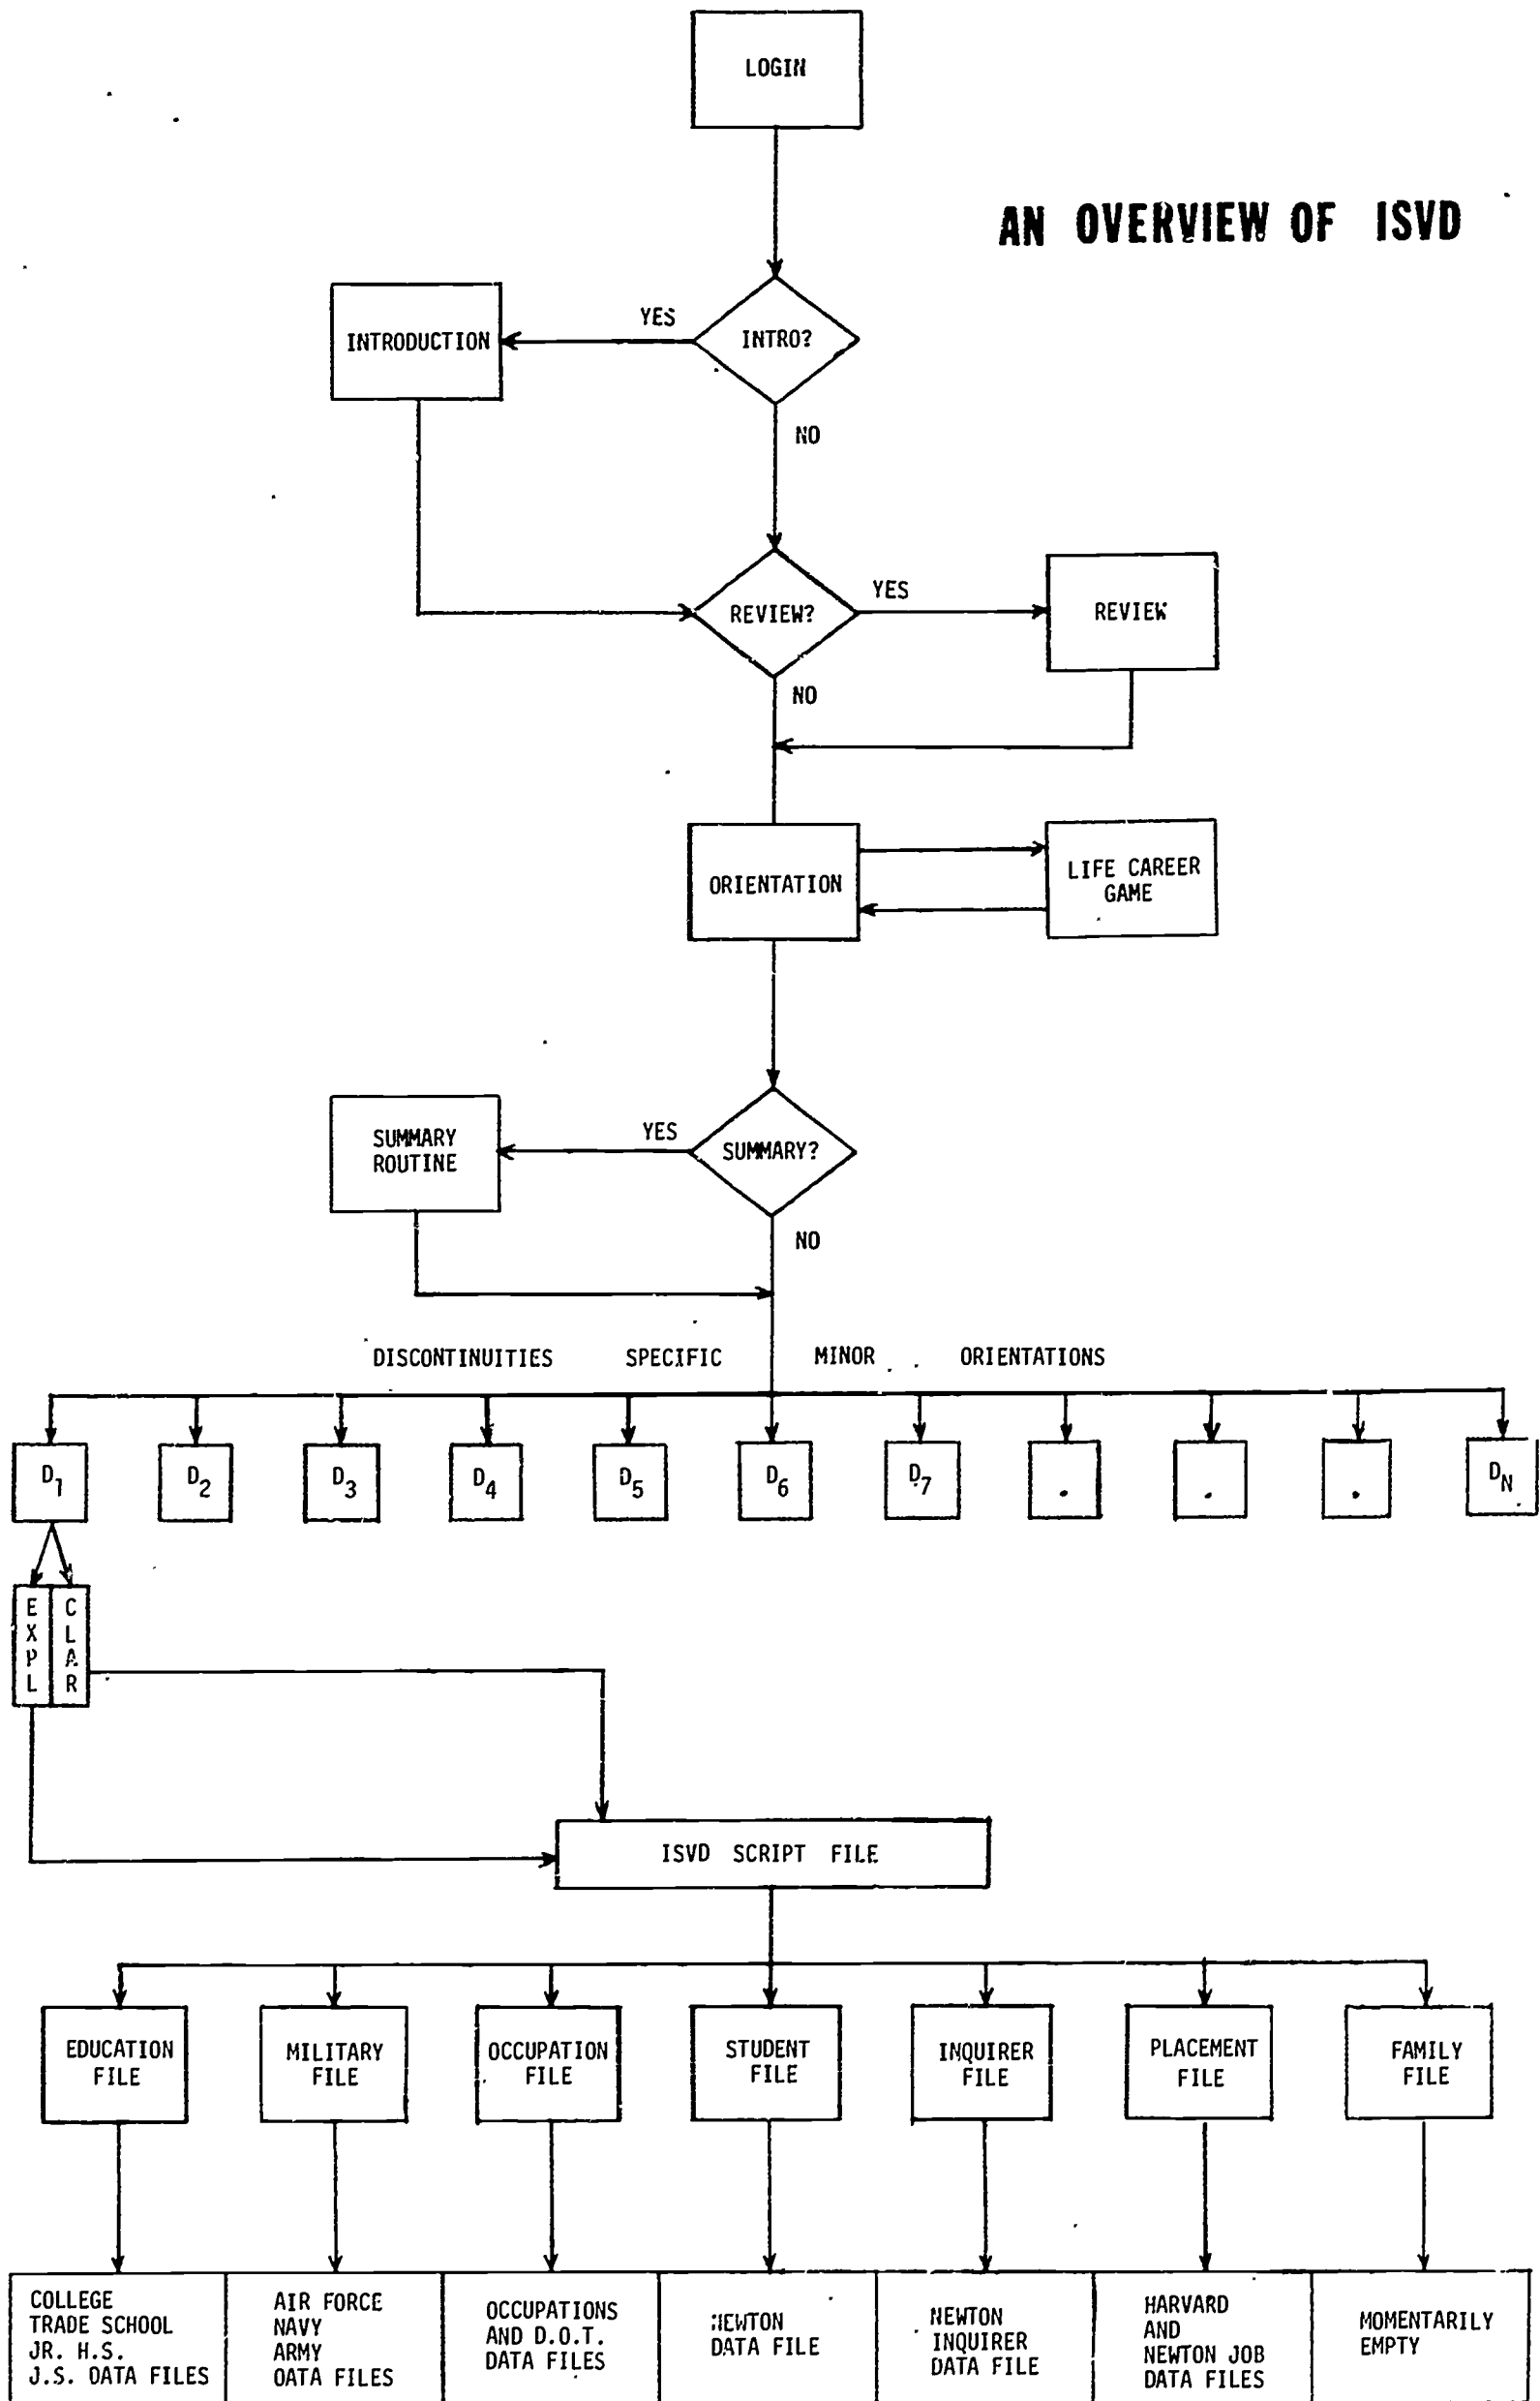 LOGIN
AN OVERVIEW OF ISVD
INTRODUCTION
YES
INTRO?
NO
REVIEW?
YES
REVIEW
NO
ORIENTATION
LIFE CAREER
GAME
SUMMARY
ROUTINE
YES
SUMMARY?
NO
DISCONTINUITIES SPECIFIC MINOR ORIENTATIONS
D1 D2 D3 D4 D5 D6 D7 . . . DN
EXPL
CLAR
ISVD SCRIPT FILE
EDUCATION
FILE
MILITARY
FILE
OCCUPATION
FILE
STUDENT
FILE
INQUIRER
FILE
PLACEMENT
FILE
FAMILY
FILE
COLLEGE
TRADE SCHOOL
JR. H.S.
J.S. DATA FILES
AIR FORCE
NAVY
ARMY
DATA FILES
OCCUPATIONS
AND D.O.T.
DATA FILES
NEWTON
DATA FILE
NEWTON
INQUIRER
DATA FILE
HARVARD
AND
NEWTON JOB
DATA FILES
MOMENTARILY
EMPTY